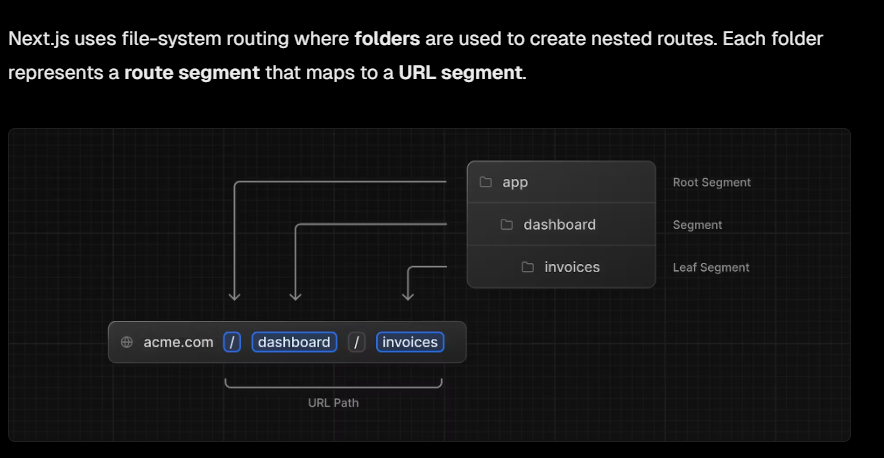 Next.js uses file-system routing where folders are used to create nested routes. Each folder
represents a route segment that maps to a URL segment.
app
Root Segment
dashboard
Segment
invoices
Leaf Segment
acme.com / dashboard / invoices
URL Path